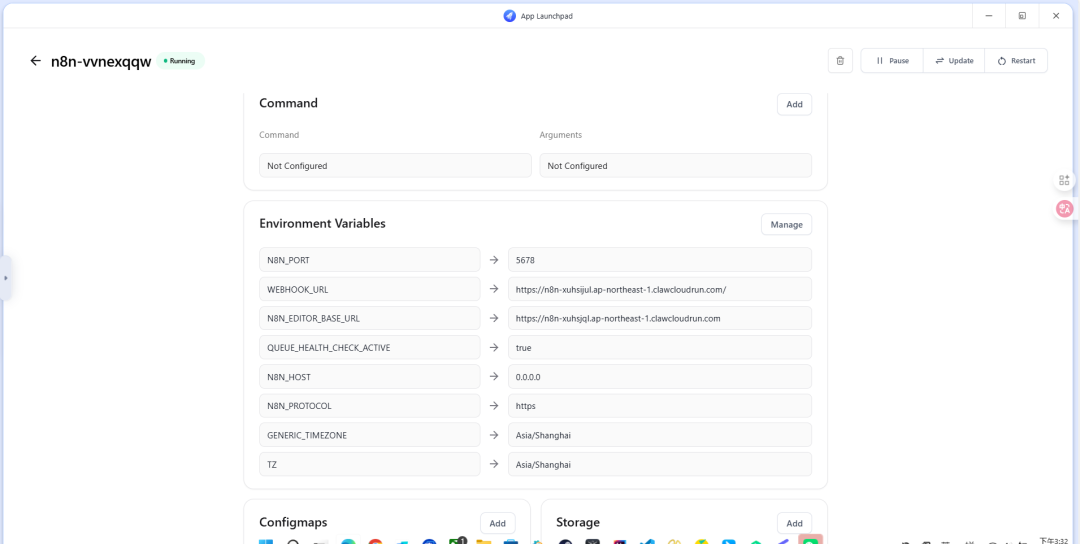 App Launchpad
n8n-vvnexqqw
Running
Pause
Update
Restart
Command
Add
Command
Arguments
Not Configured
Not Configured
Environment Variables
Manage
N8N_PORT
5678
WEBHOOK_URL
https://n8n-xuhsijul.ap-northeast-1.clawcloudrun.com/
N8N_EDITOR_BASE_URL
https://n8n-xuhsjqjl.ap-northeast-1.clawcloudrun.com
QUEUE_HEALTH_CHECK_ACTIVE
true
N8N_HOST
0.0.0.0
N8N_PROTOCOL
https
GENERIC_TIMEZONE
Asia/Shanghai
TZ
Asia/Shanghai
Configmaps
Add
Storage
Add
下午3:32